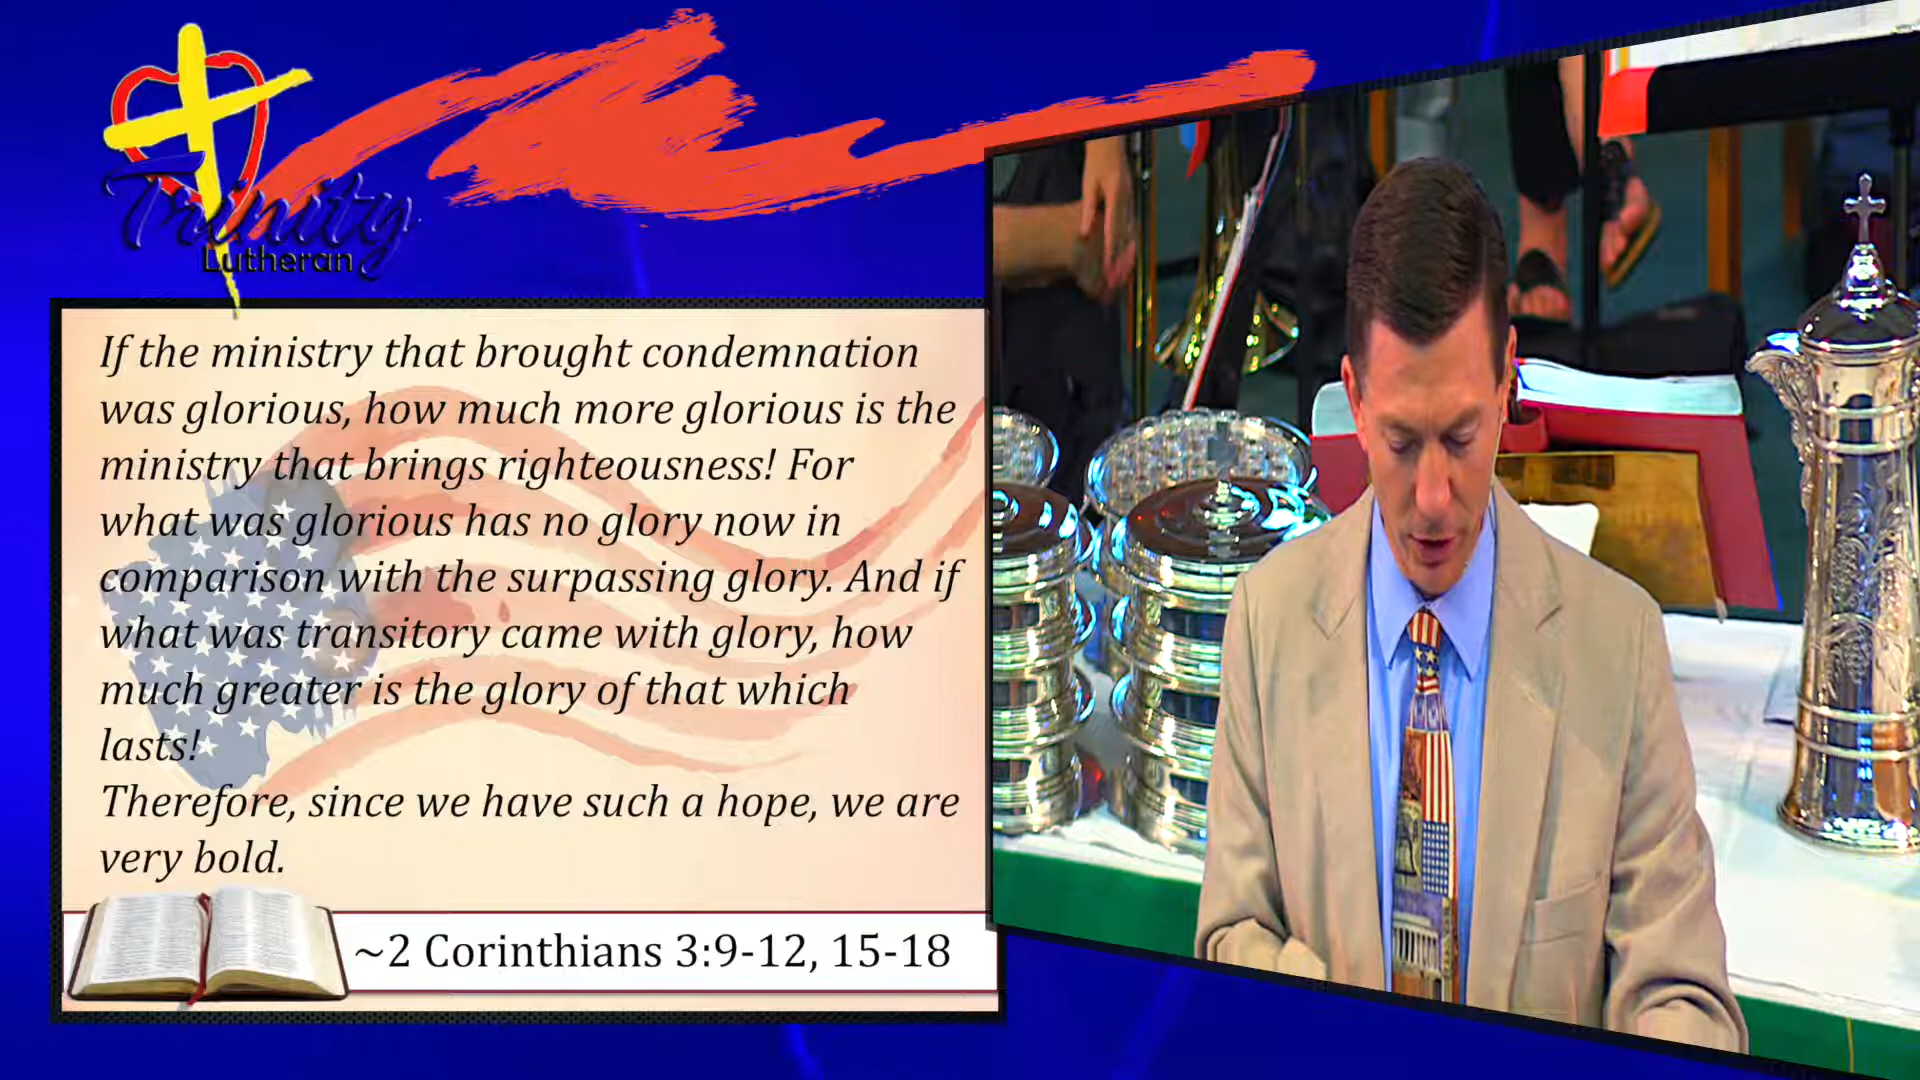 Trinity
Lutheran
If the ministry that brought condemnation
was glorious, how much more glorious is the
ministry that brings righteousness! For
what was glorious has no glory now in
comparison with the surpassing glory. And if
what was transitory came with glory, how
much greater is the glory of that which
lasts!
Therefore, since we have such a hope, we are
very bold.
~2 Corinthians 3:9-12, 15-18